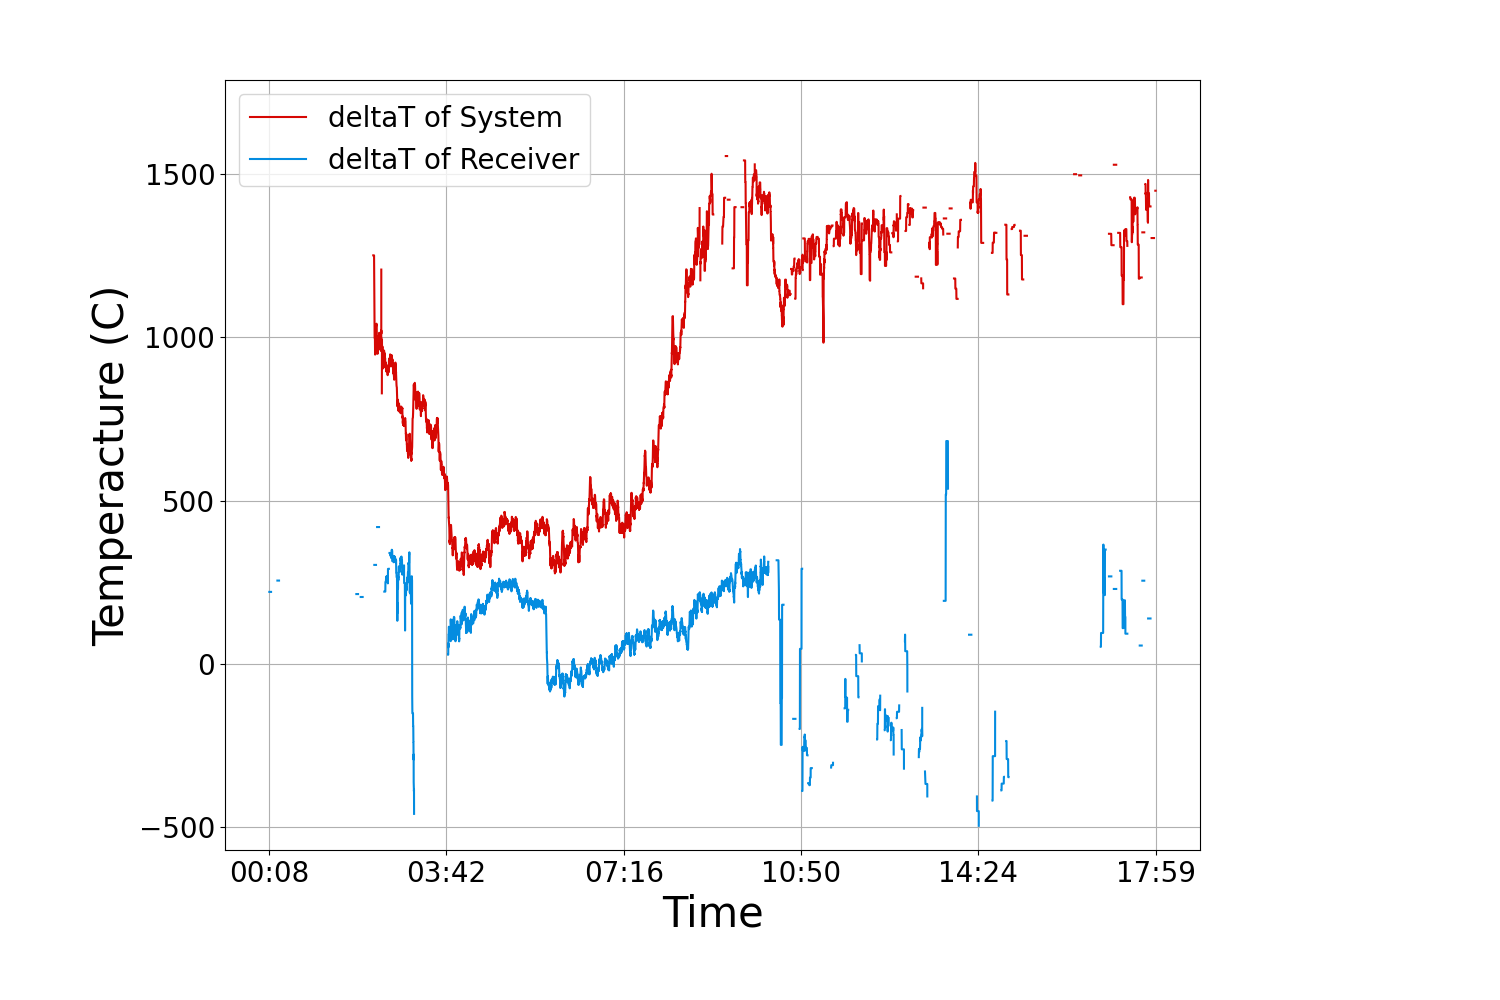 deltaT of System
deltaT of Receiver
Temperacture (C)
1500
1000
500
0
−500
00:08 03:42 07:16 10:50 14:24 17:59
Time